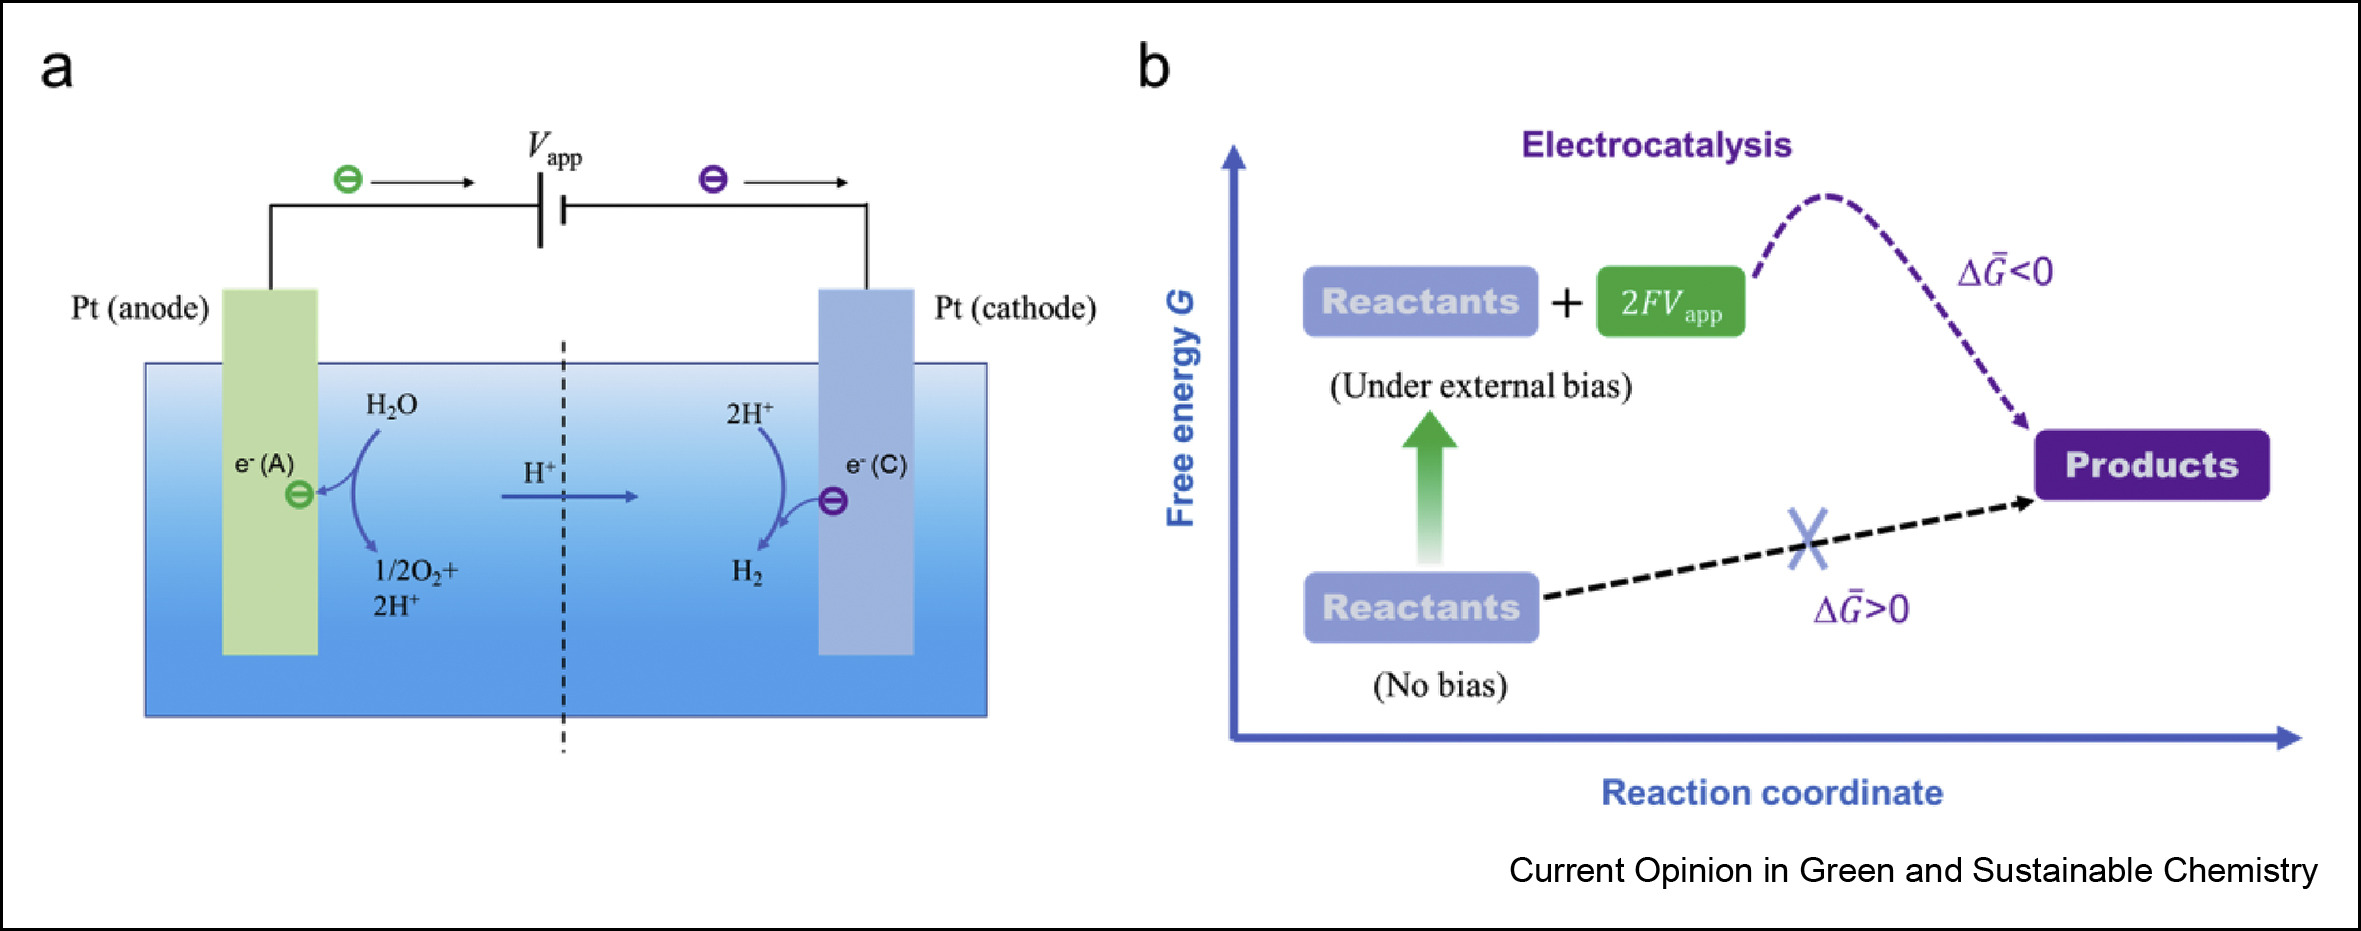 a
V_app
Pt (anode)
Pt (cathode)
H₂O
2H⁺
e⁻ (A)
H⁺
e⁻ (C)
1/2O₂+
2H⁺
H₂
b
Electrocatalysis
Free energy G
Reactants + 2FV_app
ΔḠ<0
(Under external bias)
Products
Reactants
ΔḠ>0
(No bias)
Reaction coordinate
Current Opinion in Green and Sustainable Chemistry